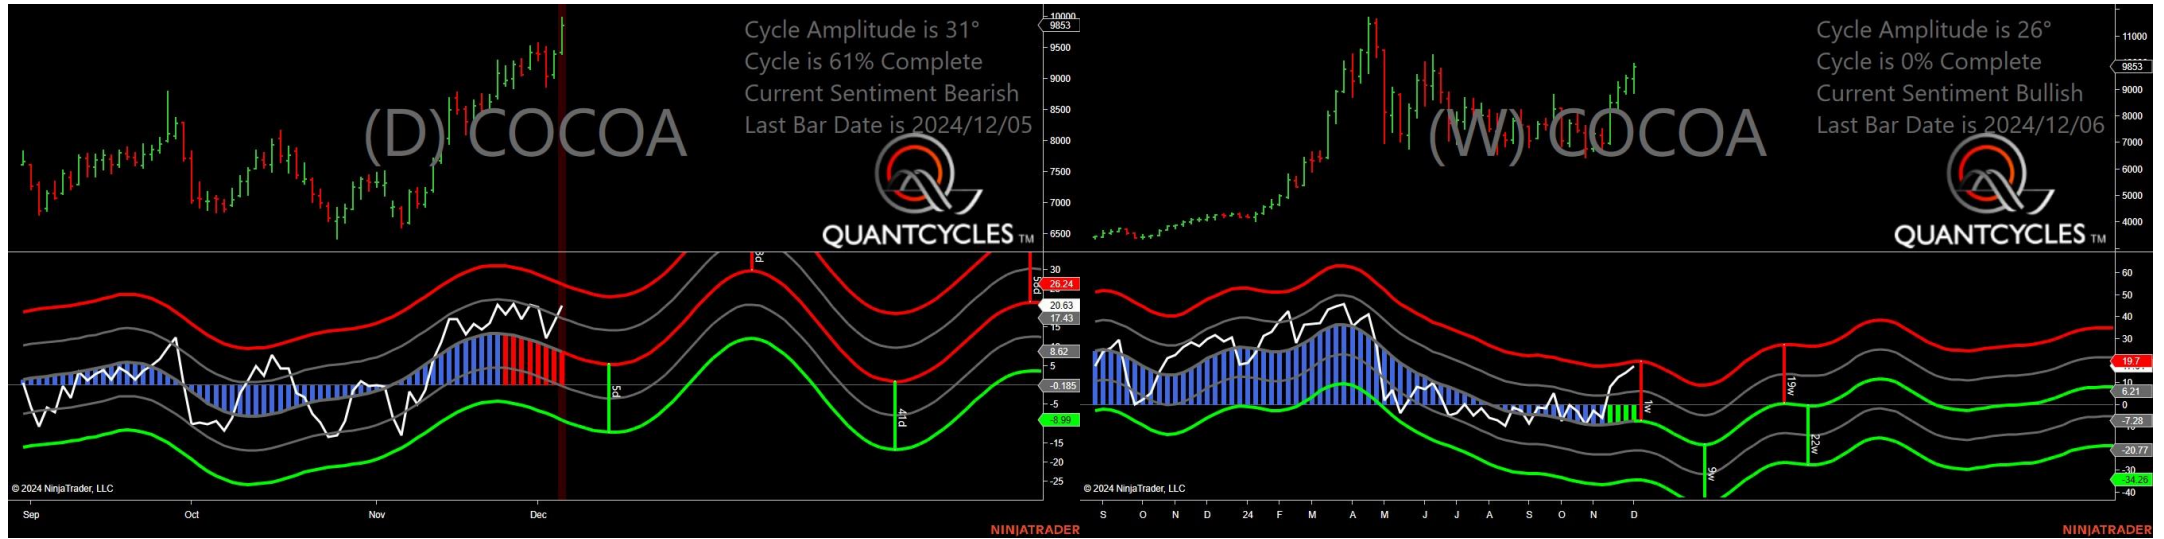 Cycle Amplitude is 31°
Cycle is 61% Complete
Current Sentiment Bearish
Last Bar Date is 2024/12/05
(D) COCOA
QUANTCYCLES TM
10000
9853
9500
9000
8500
8000
7500
7000
6500
30
26.24
20.63
17.43
15
8.62
5
-0.185
-5
-8.99
-15
-20
-25
5d
41d
© 2024 NinjaTrader, LLC
Sep Oct Nov Dec
NINJATRADER
Cycle Amplitude is 26°
Cycle is 0% Complete
Current Sentiment Bullish
Last Bar Date is 2024/12/06
(W) COCOA
QUANTCYCLES TM
11000
9853
9000
8000
7000
6000
5000
4000
60
50
40
30
19.7
10
6.21
0
-7.28
-20.77
-30
-34.26
-40
1w
9w
19w
22w
© 2024 NinjaTrader, LLC
S O N D 24 F M A M J J A S O N D
NINJATRADER